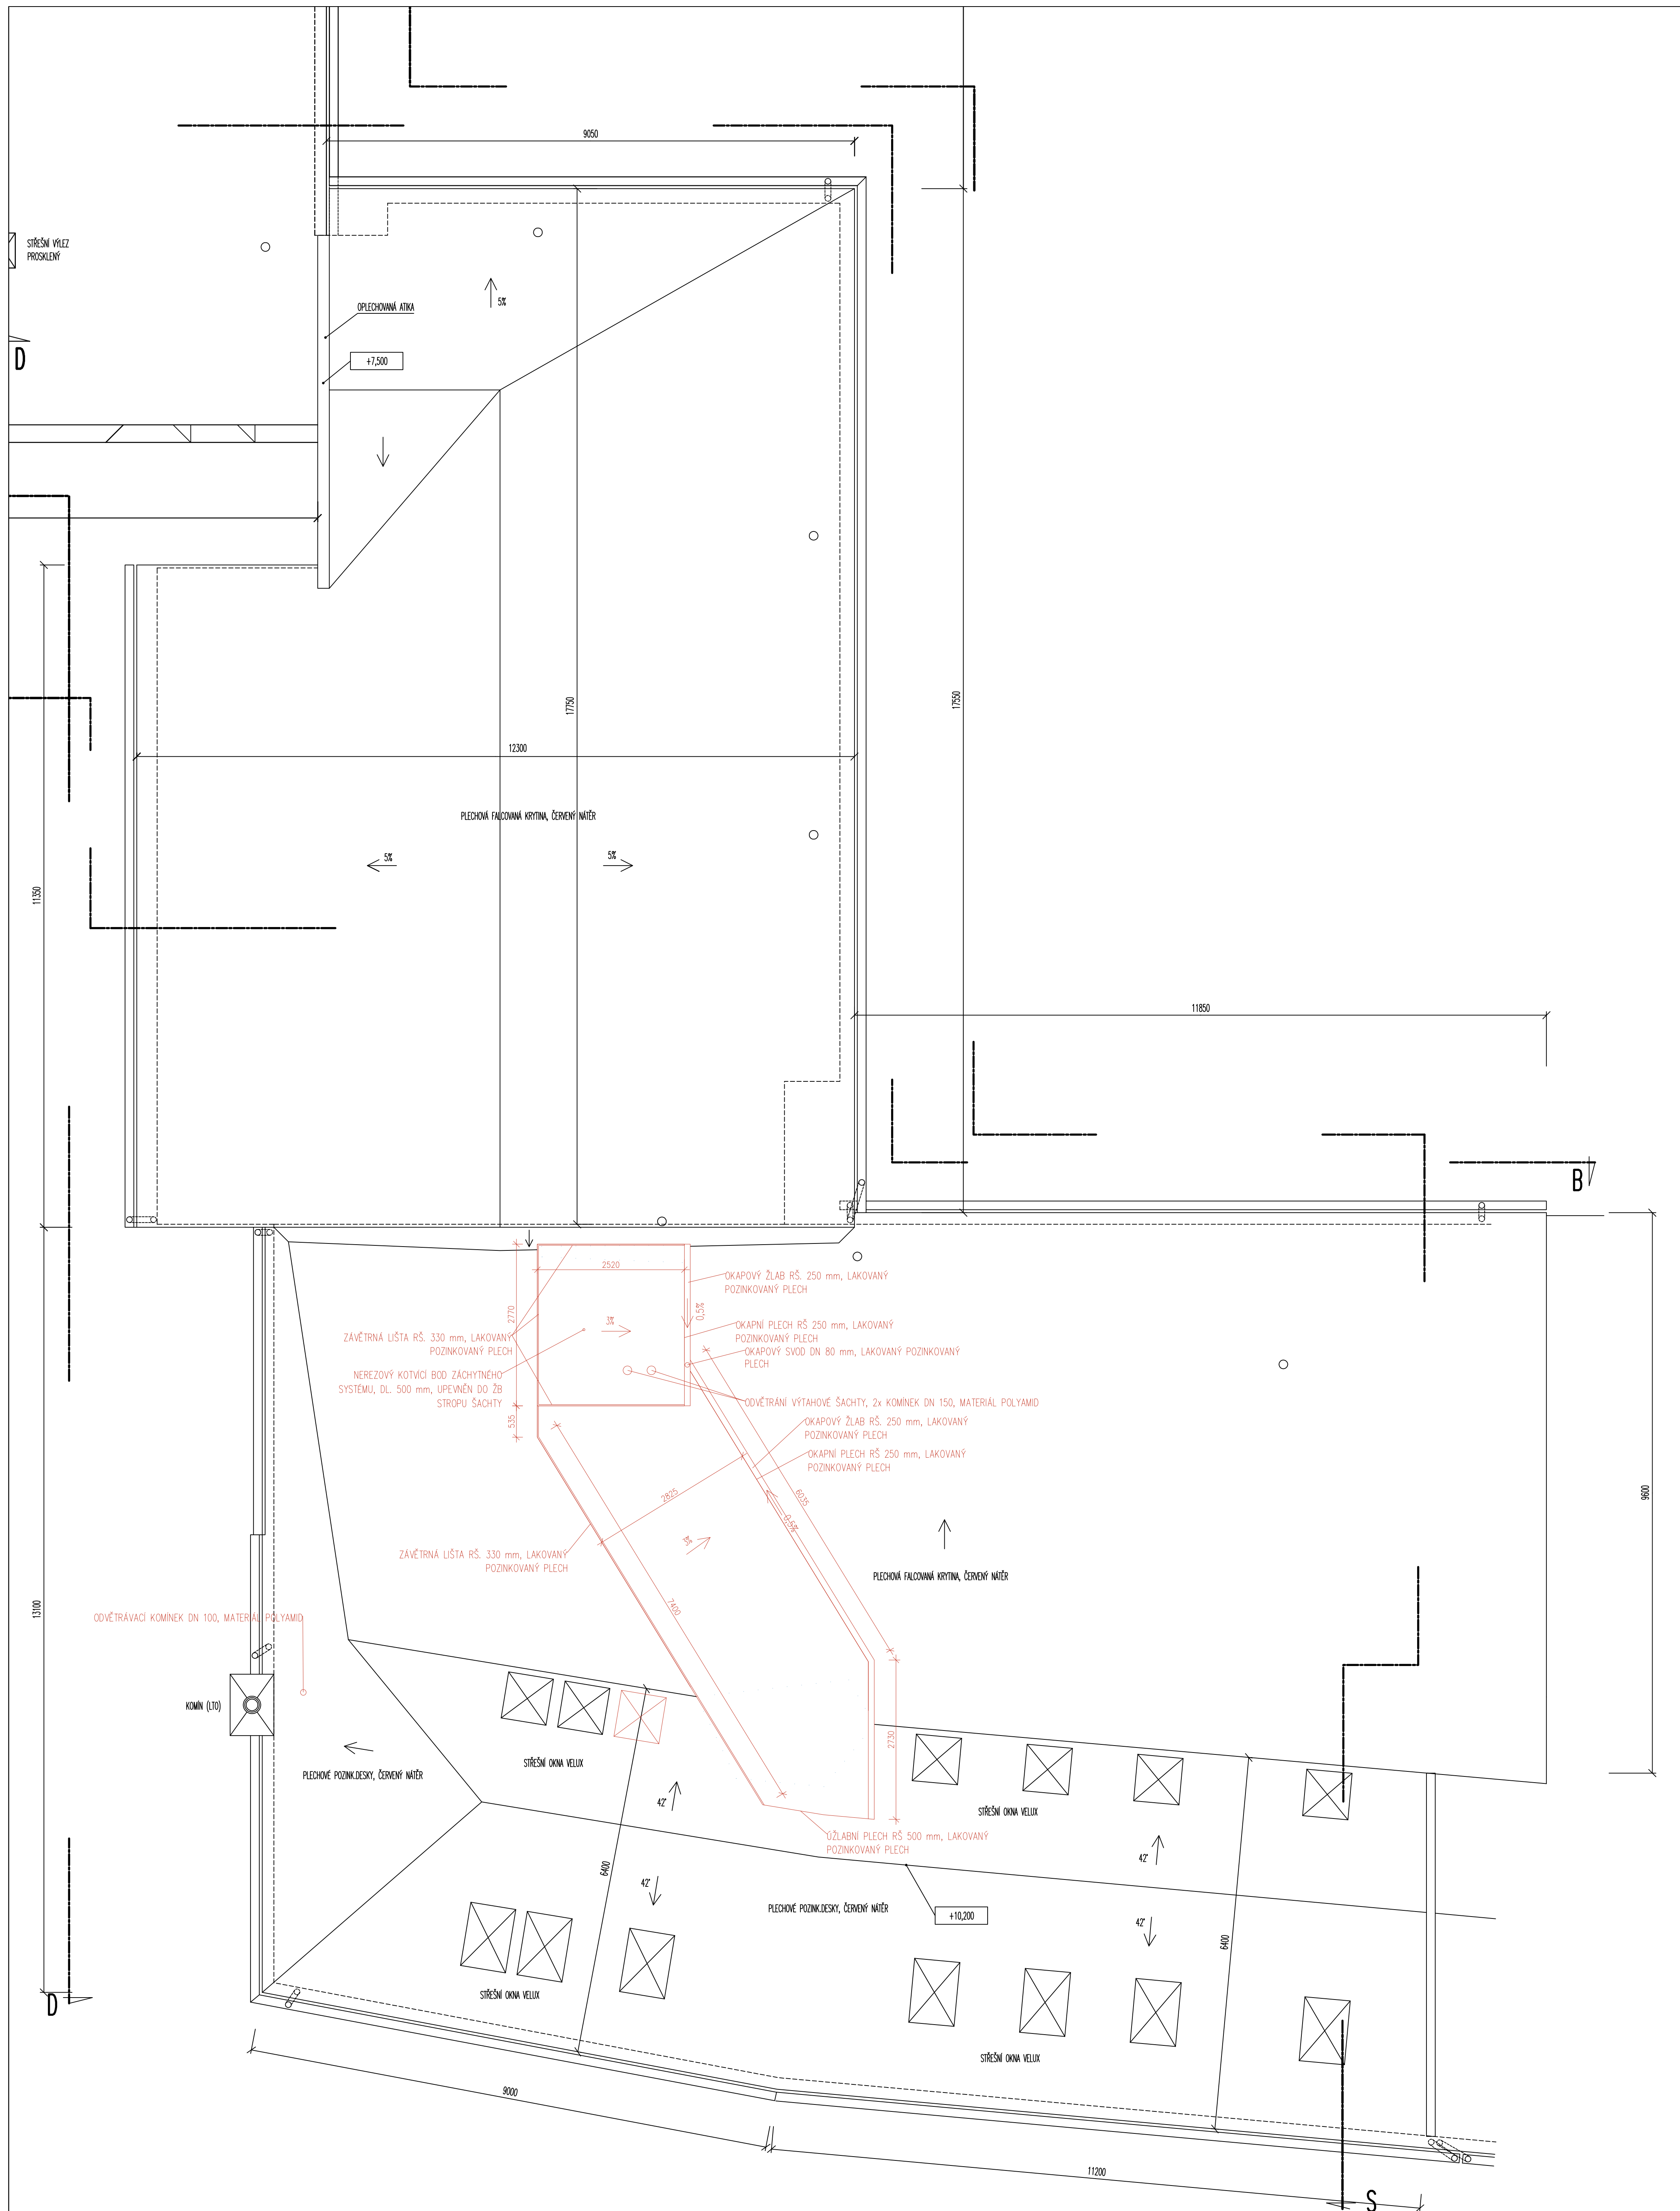 9050
STŘEŠNÍ VÝLEZ
PROSKLENÝ
5%
OPLECHOVANÁ ATIKA
D
+7,500
17750
17550
12300
PLECHOVÁ FALCOVANÁ KRYTINA, ČERVENÝ NÁTĚR
5%
5%
11350
11850
B
2520
OKAPOVÝ ŽLAB RŠ. 250 mm, LAKOVANÝ
POZINKOVANÝ PLECH
2770
0,5%
3%
OKAPNÍ PLECH RŠ 250 mm, LAKOVANÝ
POZINKOVANÝ PLECH
ZÁVĚTRNÁ LIŠTA RŠ. 330 mm, LAKOVANÝ
POZINKOVANÝ PLECH
OKAPOVÝ SVOD DN 80 mm, LAKOVANÝ POZINKOVANÝ
PLECH
NEREZOVÝ KOTVÍCÍ BOD ZÁCHYTNÉHO
SYSTÉMU, DL. 500 mm, UPEVNĚN DO ŽB
STROPU ŠACHTY
ODVĚTRÁNÍ VÝTAHOVÉ ŠACHTY, 2x KOMÍNEK DN 150, MATERIÁL POLYAMID
535
OKAPOVÝ ŽLAB RŠ. 250 mm, LAKOVANÝ
POZINKOVANÝ PLECH
OKAPNÍ PLECH RŠ 250 mm, LAKOVANÝ
POZINKOVANÝ PLECH
2825
6035
0,5%
9600
3%
ZÁVĚTRNÁ LIŠTA RŠ. 330 mm, LAKOVANÝ
POZINKOVANÝ PLECH
PLECHOVÁ FALCOVANÁ KRYTINA, ČERVENÝ NÁTĚR
13100
7400
ODVĚTRÁVACÍ KOMÍNEK DN 100, MATERIÁL POLYAMID
KOMÍN (LTO)
2730
STŘEŠNÍ OKNA VELUX
PLECHOVÉ POZINK.DESKY, ČERVENÝ NÁTĚR
42°
STŘEŠNÍ OKNA VELUX
ÚŽLABNÍ PLECH RŠ 500 mm, LAKOVANÝ
POZINKOVANÝ PLECH
42°
6400
42°
PLECHOVÉ POZINK.DESKY, ČERVENÝ NÁTĚR
+10,200
42°
6400
STŘEŠNÍ OKNA VELUX
D
STŘEŠNÍ OKNA VELUX
9000
11200
S